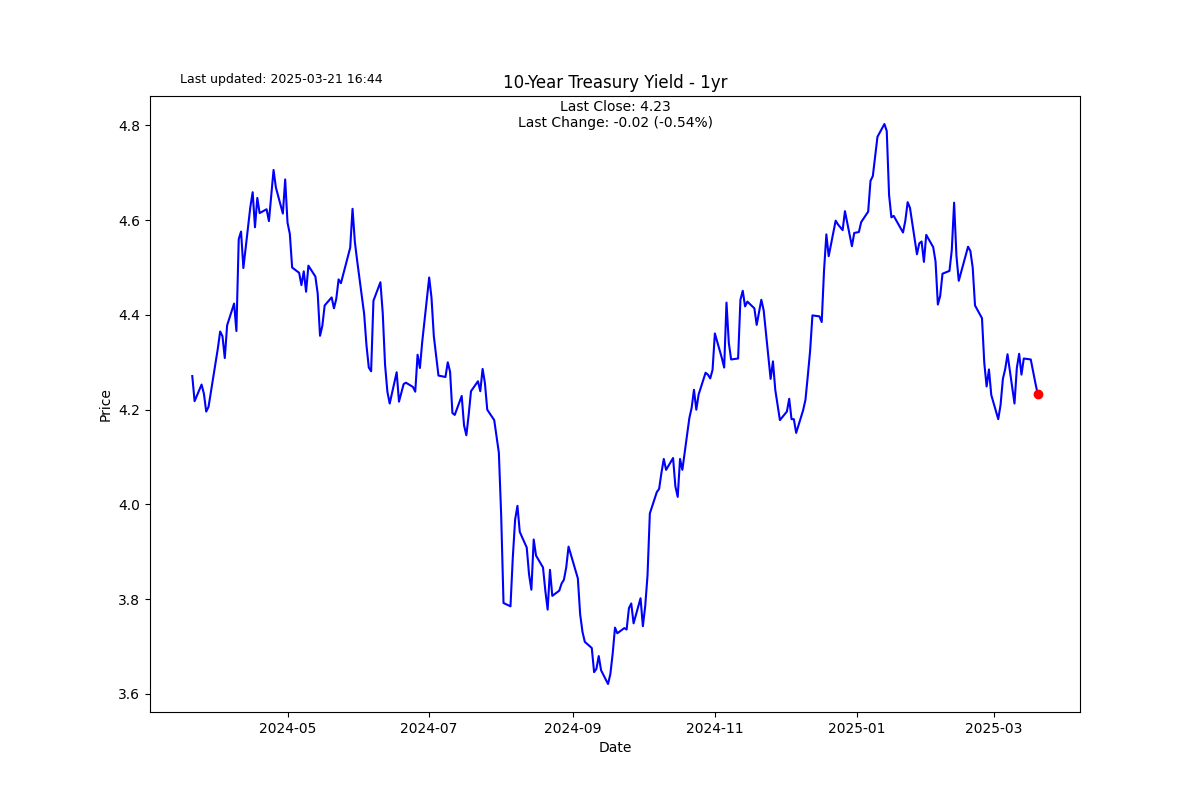 Last updated: 2025-03-21 16:44
10-Year Treasury Yield - 1yr
Last Close: 4.23
Last Change: -0.02 (-0.54%)
Price
4.8
4.6
4.4
4.2
4.0
3.8
3.6
2024-05
2024-07
2024-09
2024-11
2025-01
2025-03
Date